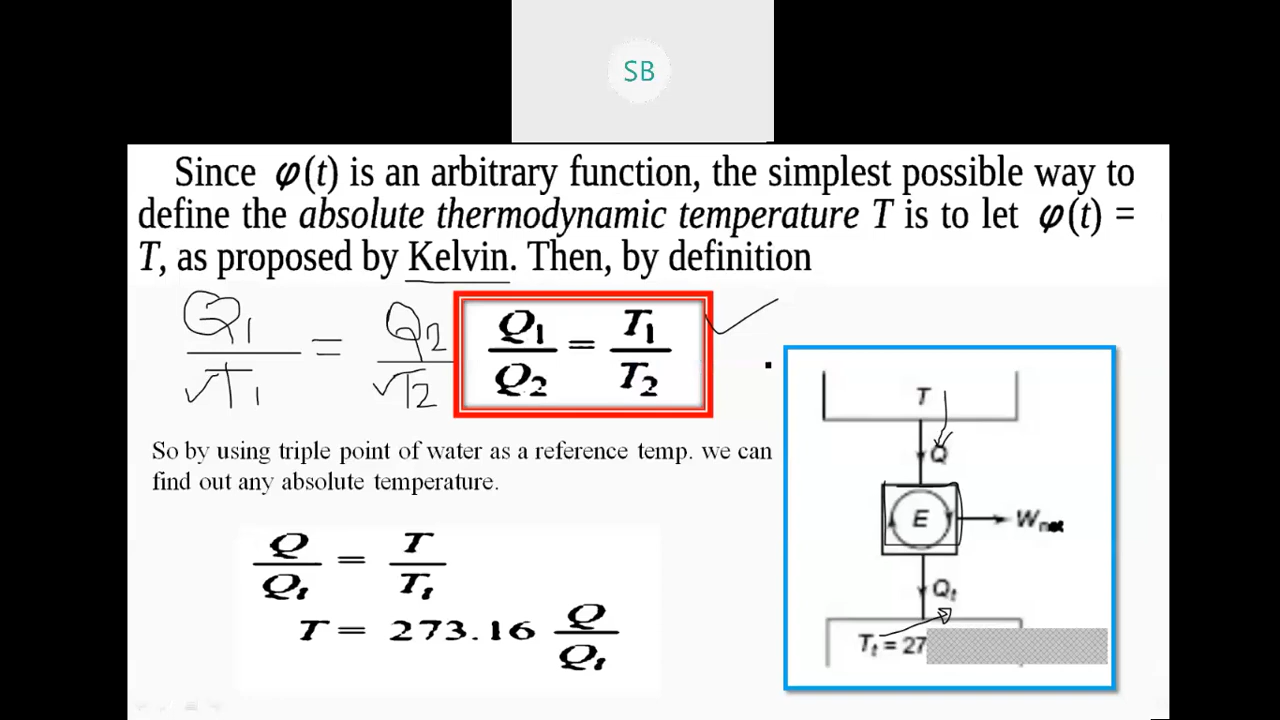 SB
Since φ(t) is an arbitrary function, the simplest possible way to
define the absolute thermodynamic temperature T is to let φ(t) =
T, as proposed by Kelvin. Then, by definition
Q1/√T1 = Q2/√T2
Q1/Q2 = T1/T2
So by using triple point of water as a reference temp. we can
find out any absolute temperature.
Q/Qt = T/Tt
T = 273.16 Q/Qt
T
Q
E
Wnet
Qt
Tt = 27